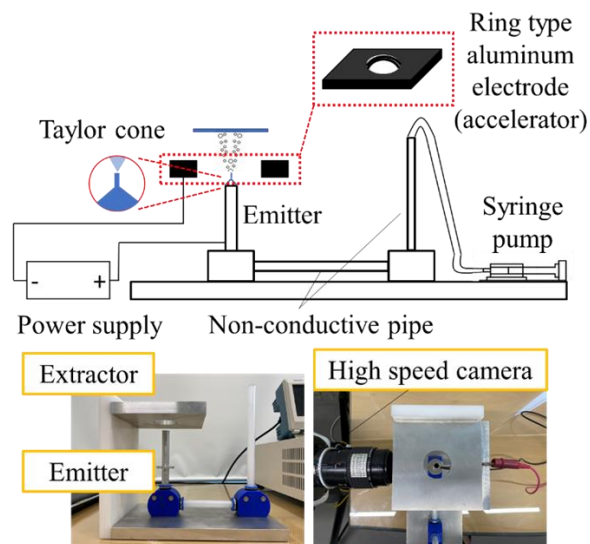 Ring type
aluminum
electrode
(accelerator)
Taylor cone
Emitter
Syringe
pump
-
+
Power supply
Non-conductive pipe
Extractor
High speed camera
Emitter